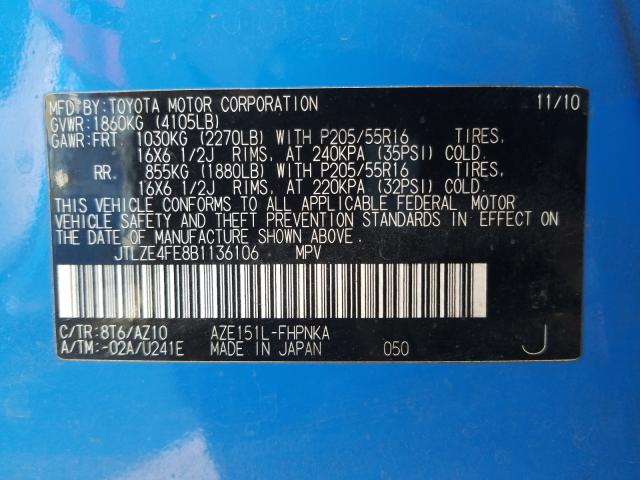 MFD BY: TOYOTA MOTOR CORPORATION 11/10
GVWR: 1860KG (4105LB)
GAWR: FRT 1030KG (2270LB) WITH P205/55R16 TIRES,
16X6 1/2J RIMS, AT 240KPA (35PSI) COLD.
RR. 855KG (1880LB) WITH P205/55R16 TIRES,
16X6 1/2J RIMS, AT 220KPA (32PSI) COLD.
THIS VEHICLE CONFORMS TO ALL APPLICABLE FEDERAL MOTOR
VEHICLE SAFETY AND THEFT PREVENTION STANDARDS IN EFFECT ON
THE DATE OF MANUFACTURE SHOWN ABOVE.
JTLZE4FE8B1136106 MPV
C/TR: 8T6/AZ10 AZE151L-FHPNKA
A/TM: -02A/U241E MADE IN JAPAN 050 J